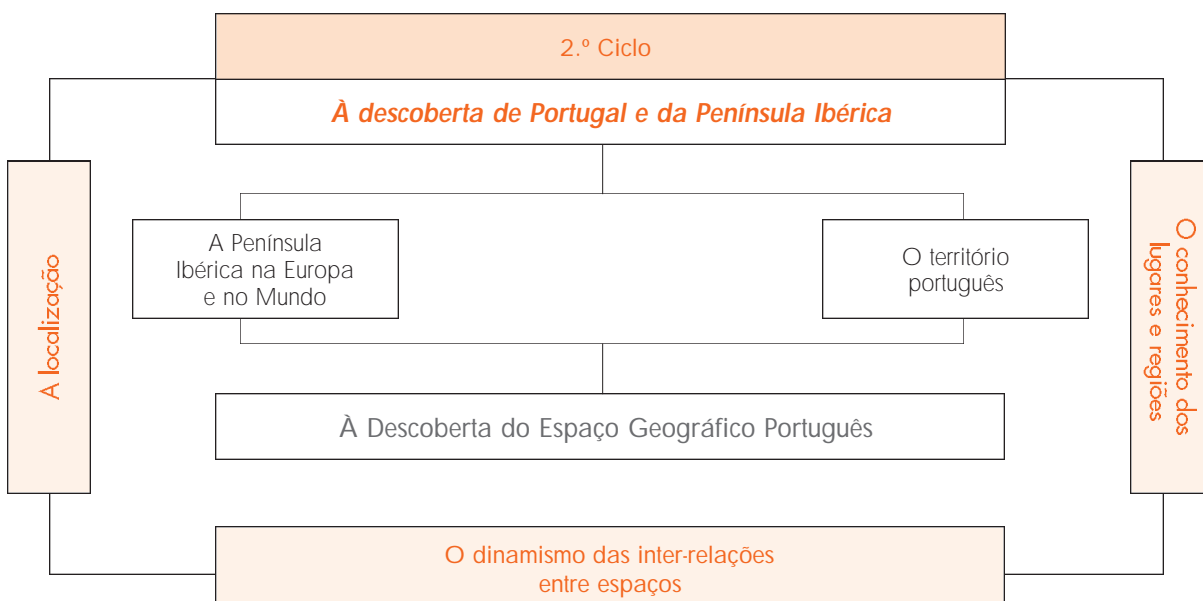 2.º Ciclo
À descoberta de Portugal e da Península Ibérica
A localização
A Península
Ibérica na Europa
e no Mundo
O território
português
O conhecimento dos
lugares e regiões
À Descoberta do Espaço Geográfico Português
O dinamismo das inter-relações
entre espaços